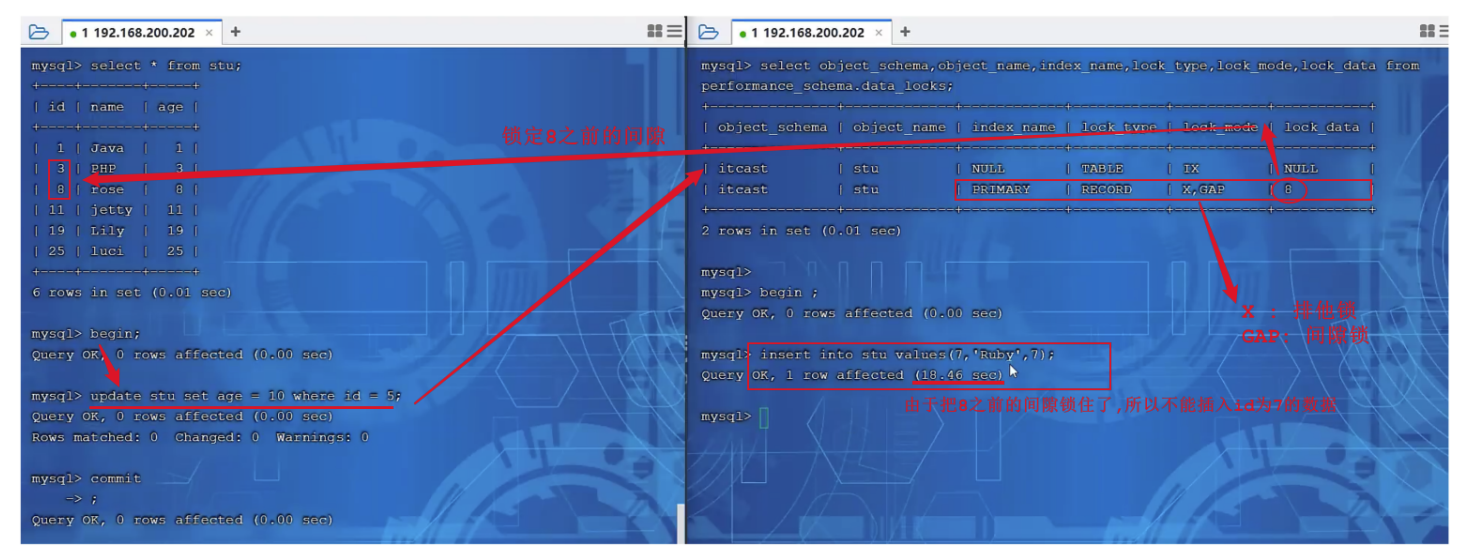 1 192.168.200.202 × +
mysql> select * from stu;
+----+-------+-----+
| id | name | age |
+----+-------+-----+
| 1 | Java | 1 |
| 3 | PHP | 3 |
| 8 | rose | 8 |
| 11 | jetty | 11 |
| 19 | Lily | 19 |
| 25 | luci | 25 |
+----+-------+-----+
6 rows in set (0.01 sec)
mysql> begin;
Query OK, 0 rows affected (0.00 sec)
mysql> update stu set age = 10 where id = 5;
Query OK, 0 rows affected (0.00 sec)
Rows matched: 0 Changed: 0 Warnings: 0
mysql> commit
-> ;
Query OK, 0 rows affected (0.00 sec)
锁定8之前的间隙
1 192.168.200.202 × +
mysql> select object_schema,object_name,index_name,lock_type,lock_mode,lock_data from
performance_schema.data_locks;
+---------------+-------------+------------+-----------+-----------+-----------+
| object_schema | object_name | index_name | lock_type | lock_mode | lock_data |
+---------------+-------------+------------+-----------+-----------+-----------+
| itcast | stu | NULL | TABLE | IX | NULL |
| itcast | stu | PRIMARY | RECORD | X,GAP | 8 |
+---------------+-------------+------------+-----------+-----------+-----------+
2 rows in set (0.01 sec)
mysql>
mysql> begin ;
Query OK, 0 rows affected (0.00 sec)
X : 排他锁
GAP: 间隙锁
mysql> insert into stu values(7,'Ruby',7);
Query OK, 1 row affected (18.46 sec)
由于把8之前的间隙锁住了,所以不能插入id为7的数据
mysql>